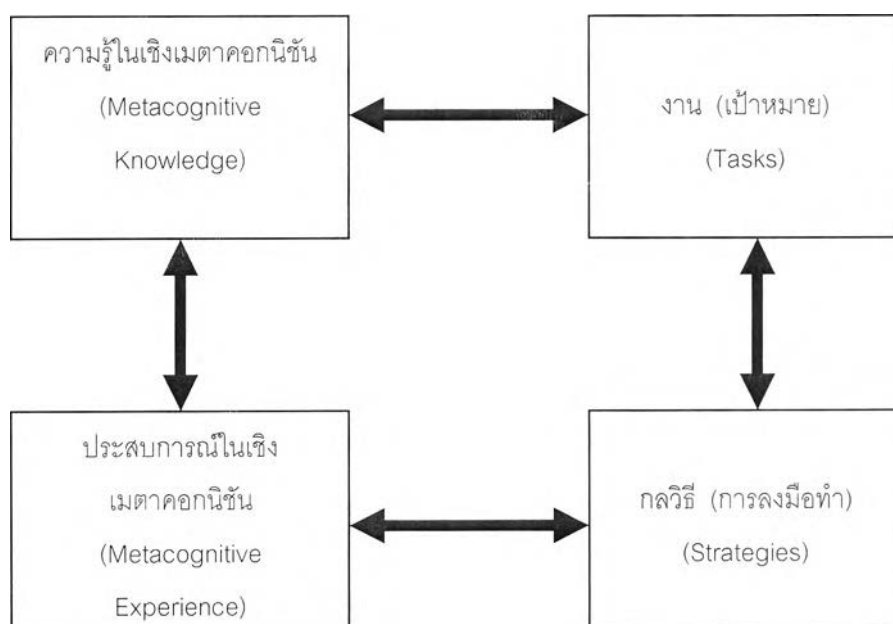 ความรู้ในเชิงเมตาคอกนิชัน
(Metacognitive
Knowledge)
งาน (เป้าหมาย)
(Tasks)
ประสบการณ์ในเชิง
เมตาคอกนิชัน
(Metacognitive
Experience)
กลวิธี (การลงมือทำ)
(Strategies)